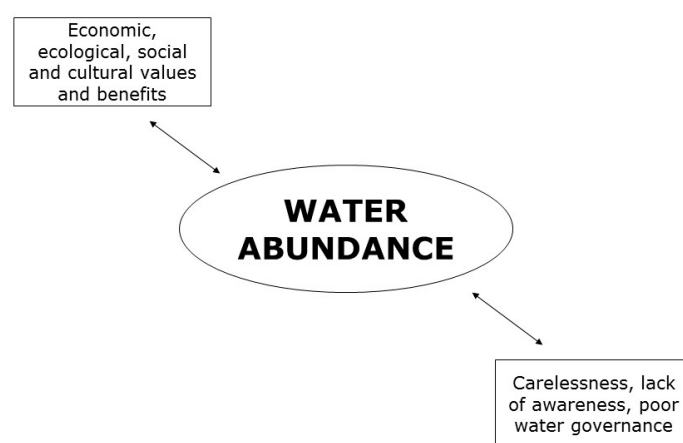 Economic,
ecological, social
and cultural values
and benefits
WATER
ABUNDANCE
Carelessness, lack
of awareness, poor
water governance